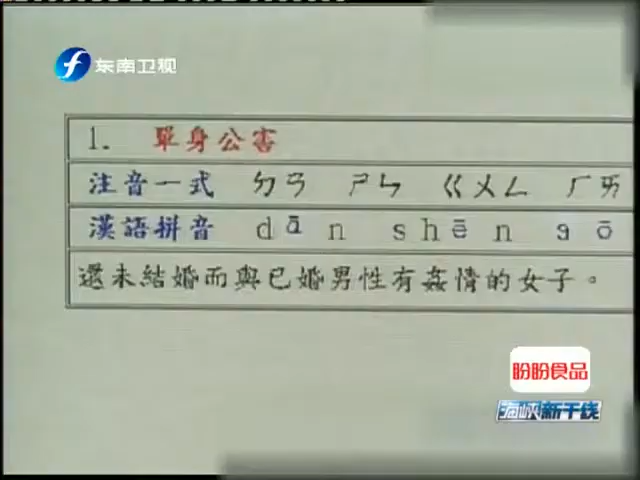 东南卫视
1. 單身公害
注音一式 ㄉㄢ ㄕㄣ ㄍㄨㄥ ㄏㄞ
漢語拼音 dān shēn gō
還未結婚而與已婚男性有姦情的女子。
盼盼食品
海峡新干线